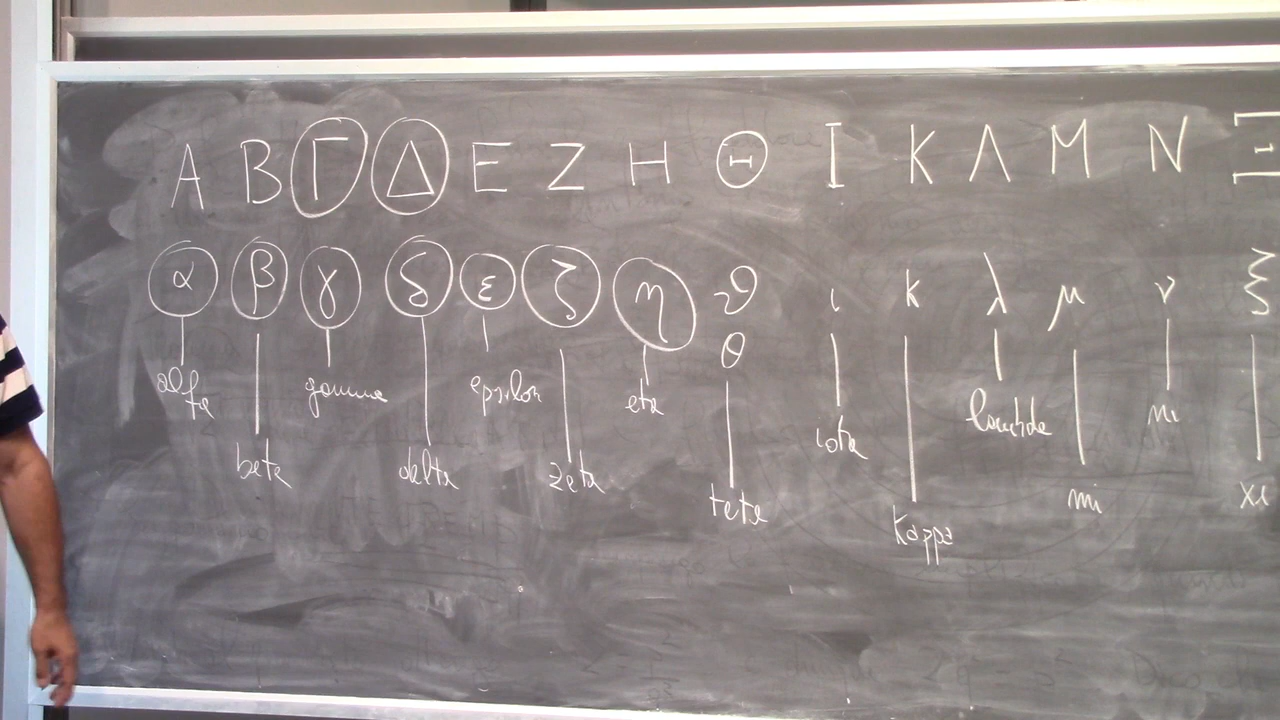 Α Β Γ Δ Ε Ζ Η Θ Ι Κ Λ Μ Ν Ξ
α β γ δ ε ζ η ϑ ι κ λ μ ν ξ
θ
alfa gamma epsilon eta iota lambda ni
beta delta zeta teta kappa mi xi